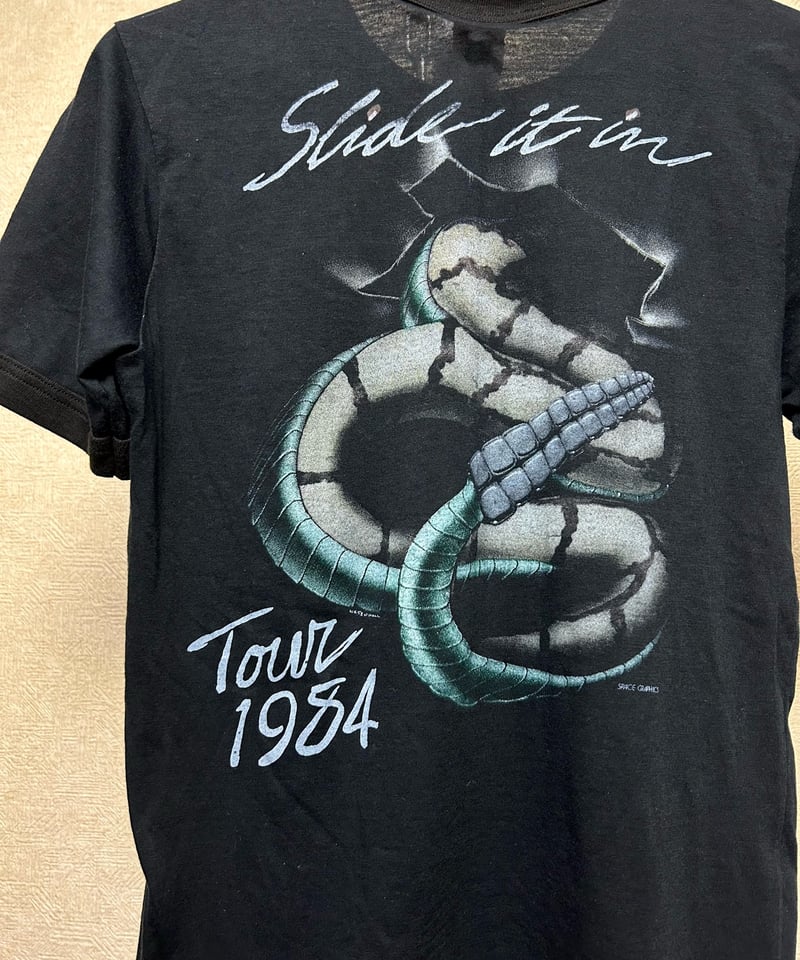 Slide it in
Tour
1984
SPACE GRAPHICS